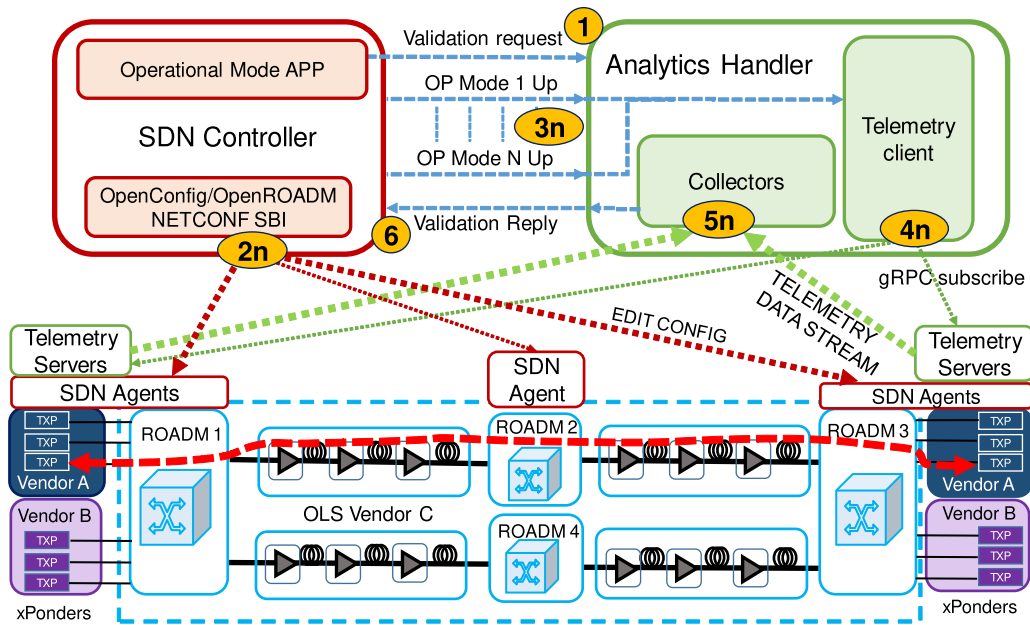 Validation request
1
Operational Mode APP
Analytics Handler
OP Mode 1 Up
SDN Controller
3n
Telemetry
client
OP Mode N Up
Collectors
OpenConfig/OpenROADM
NETCONF SBI
Validation Reply
6
2n
5n
4n
gRPC subscribe
TELEMETRY
DATA STREAM
EDIT CONFIG
Telemetry
Servers
Telemetry
Servers
SDN Agents
SDN
Agent
SDN Agents
TXP
TXP
TXP
Vendor A
ROADM 1
ROADM 2
ROADM 3
TXP
TXP
TXP
Vendor A
Vendor B
TXP
TXP
TXP
xPonders
OLS Vendor C
ROADM 4
Vendor B
TXP
TXP
TXP
xPonders